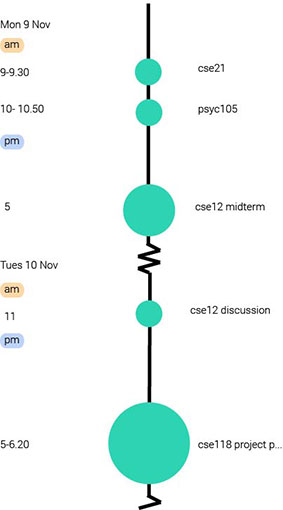 Mon 9 Nov
am
9-9.30 cse21
10- 10.50 psyc105
pm
5 cse12 midterm
Tues 10 Nov
am
11 cse12 discussion
pm
5-6.20 cse118 project p...